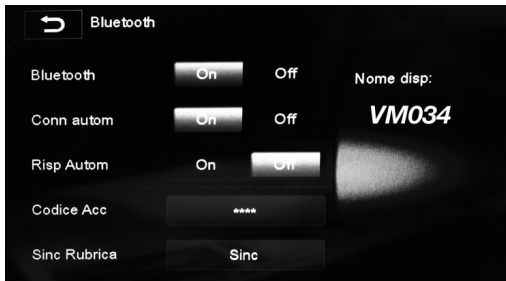 Bluetooth
Bluetooth On Off
Nome disp:
Conn autom On Off
VM034
Risp Autom On Off
Codice Acc ****
Sinc Rubrica Sinc